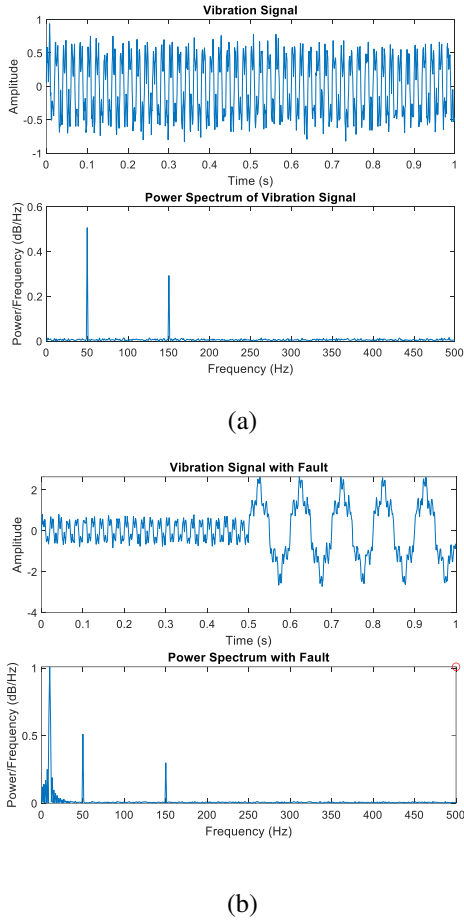 Vibration Signal
1
0.5
0
-0.5
-1
Amplitude
0 0.1 0.2 0.3 0.4 0.5 0.6 0.7 0.8 0.9 1
Time (s)
Power Spectrum of Vibration Signal
0.6
0.4
0.2
0
Power/Frequency (dB/Hz)
0 50 100 150 200 250 300 350 400 450 500
Frequency (Hz)
(a)
Vibration Signal with Fault
2
0
-2
-4
Amplitude
0 0.1 0.2 0.3 0.4 0.5 0.6 0.7 0.8 0.9 1
Time (s)
Power Spectrum with Fault
1
0.5
0
Power/Frequency (dB/Hz)
0 50 100 150 200 250 300 350 400 450 500
Frequency (Hz)
(b)